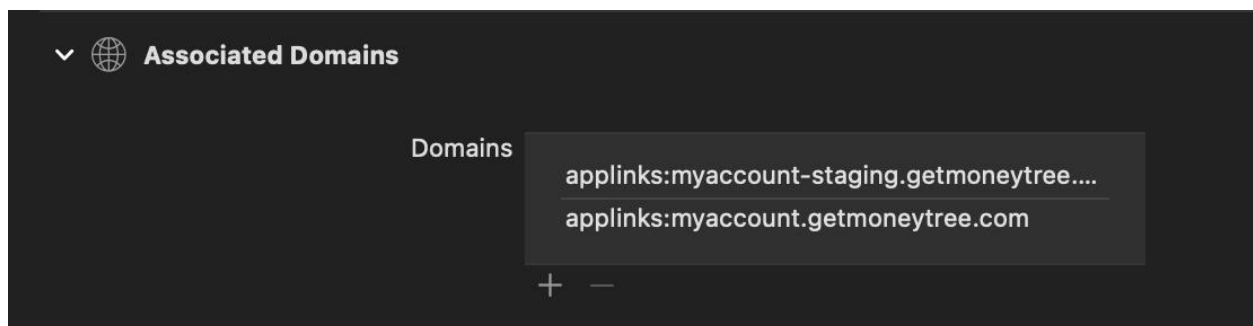 Associated Domains
Domains
applinks:myaccount-staging.getmoneytree....
applinks:myaccount.getmoneytree.com